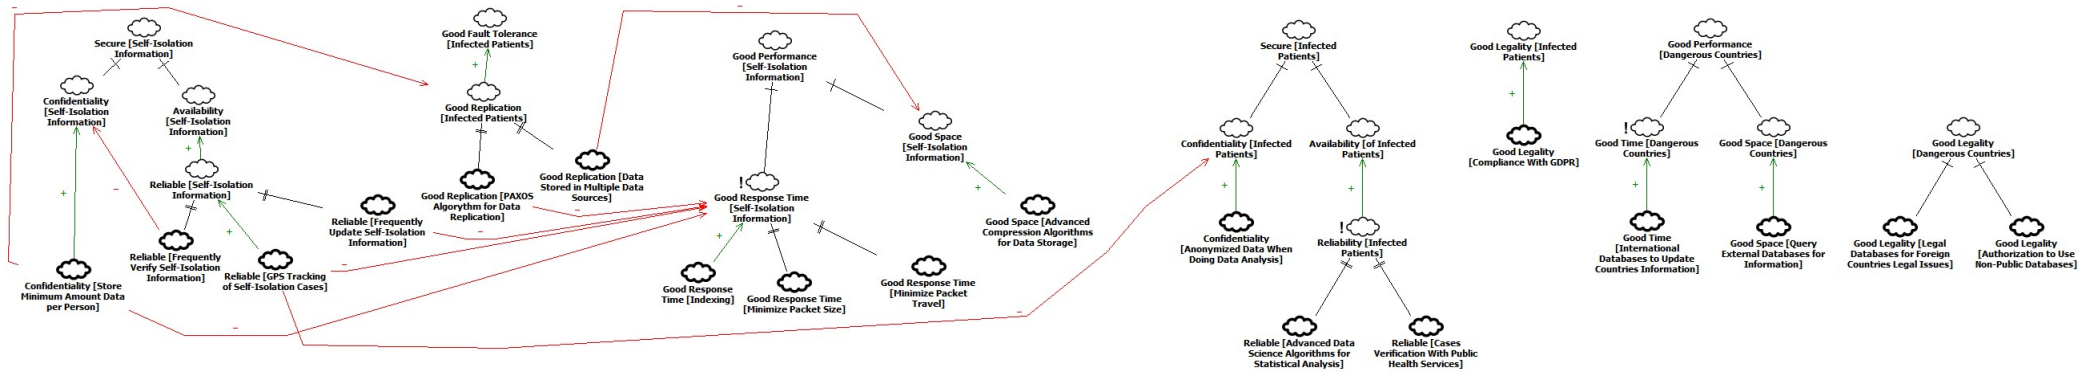 Secure [Self-Isolation
Information]
Confidentiality
[Self-Isolation
Information]
Availability
[Self-Isolation
Information]
Reliable [Self-Isolation
Information]
Reliable [Frequently
Update Self-Isolation
Information]
Reliable [Frequently
Verify Self-Isolation
Information]
Reliable [GPS Tracking
of Self-Isolation Cases]
Confidentiality [Store
Minimum Amount Data
per Person]
Good Fault Tolerance
[Infected Patients]
Good Replication
[Infected Patients]
Good Replication [PAXOS
Algorythm for Data
Replication]
Good Replication [Data
Stored in Multiple Data
Sources]
Good Performance
[Self-Isolation
Information]
Good Space
[Self-Isolation
Information]
!
Good Response Time
[Self-Isolation
Information]
Good Space [Advanced
Compression Algorithms
for Data Storage]
Good Response
Time [Indexing]
Good Response Time
[Minimize Packet Size]
Good Response Time
[Minimize Packet
Travel]
Secure [Infected
Patients]
Confidentiality [Infected
Patients]
Availability [of Infected
Patients]
Confidentiality
[Anonymized Data When
Doing Data Analysis]
!
Reliability [Infected
Patients]
Reliable [Advanced Data
Science Algorithms for
Statistical Analysis]
Reliable [Cases
Verification With Public
Health Services]
Good Legality [Infected
Patients]
Good Legality
[Compliance With GDPR]
Good Performance
[Dangerous Countries]
!
Good Time [Dangerous
Countries]
Good Space [Dangerous
Countries]
Good Time
[International
Databases to Update
Countries Information]
Good Space [Query
External Databases for
Information]
Good Legality
[Dangerous Countries]
Good Legality [Legal
Databases for Foreign
Countries Legal Issues]
Good Legality
[Authorization to Use
Non-Public Databases]